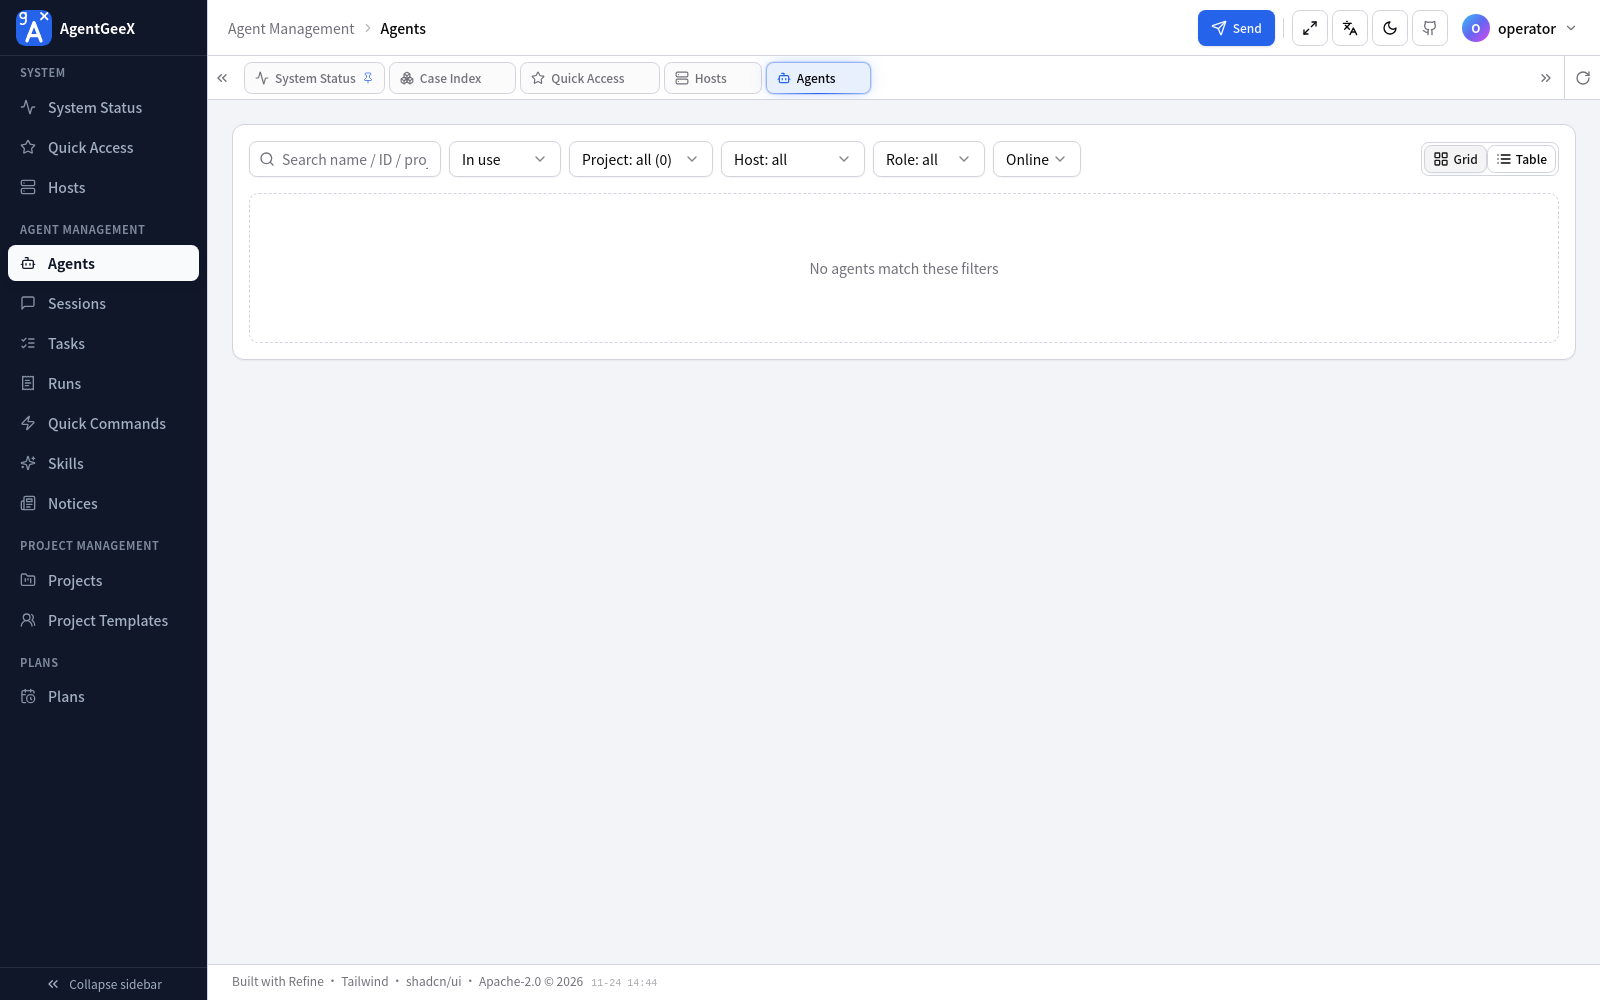 AgentGeeX
SYSTEM
System Status
Quick Access
Hosts
AGENT MANAGEMENT
Agents
Sessions
Tasks
Runs
Quick Commands
Skills
Notices
PROJECT MANAGEMENT
Projects
Project Templates
PLANS
Plans
Collapse sidebar
Agent Management Agents
Send
O operator
System Status Case Index Quick Access Hosts Agents
Search name / ID / pro In use Project: all (0) Host: all Role: all Online Grid Table
No agents match these filters
Built with Refine · Tailwind · shadcn/ui · Apache-2.0 © 2026 11-24 14:44